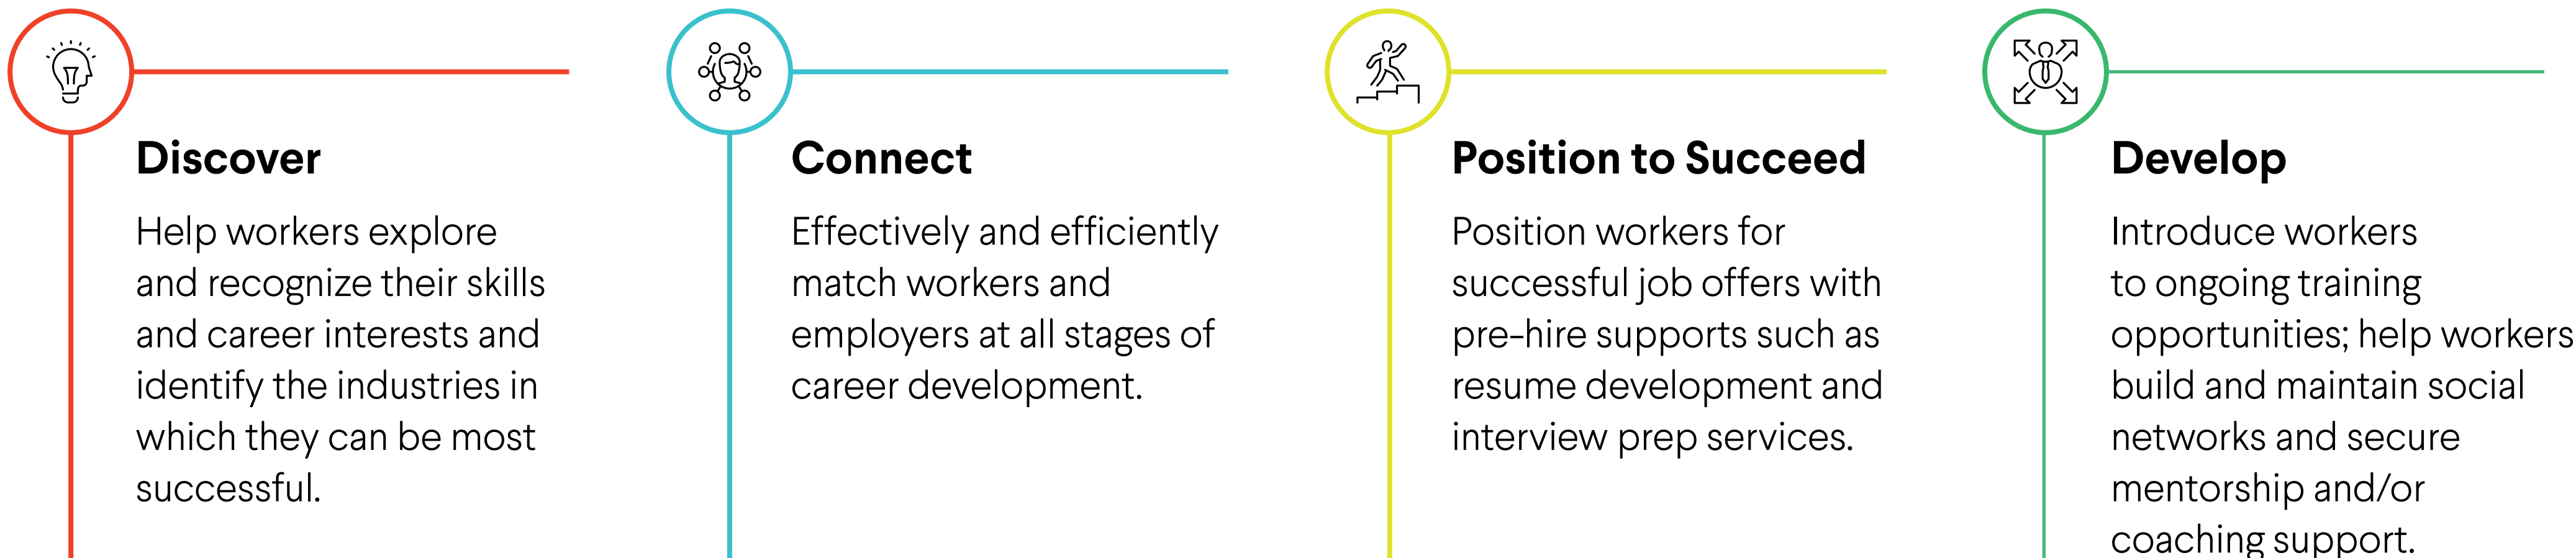 Discover
Help workers explore
and recognize their skills
and career interests and
identify the industries in
which they can be most
successful.
Connect
Effectively and efficiently
match workers and
employers at all stages of
career development.
Position to Succeed
Position workers for
successful job offers with
pre-hire supports such as
resume development and
interview prep services.
Develop
Introduce workers
to ongoing training
opportunities; help workers
build and maintain social
networks and secure
mentorship and/or
coaching support.